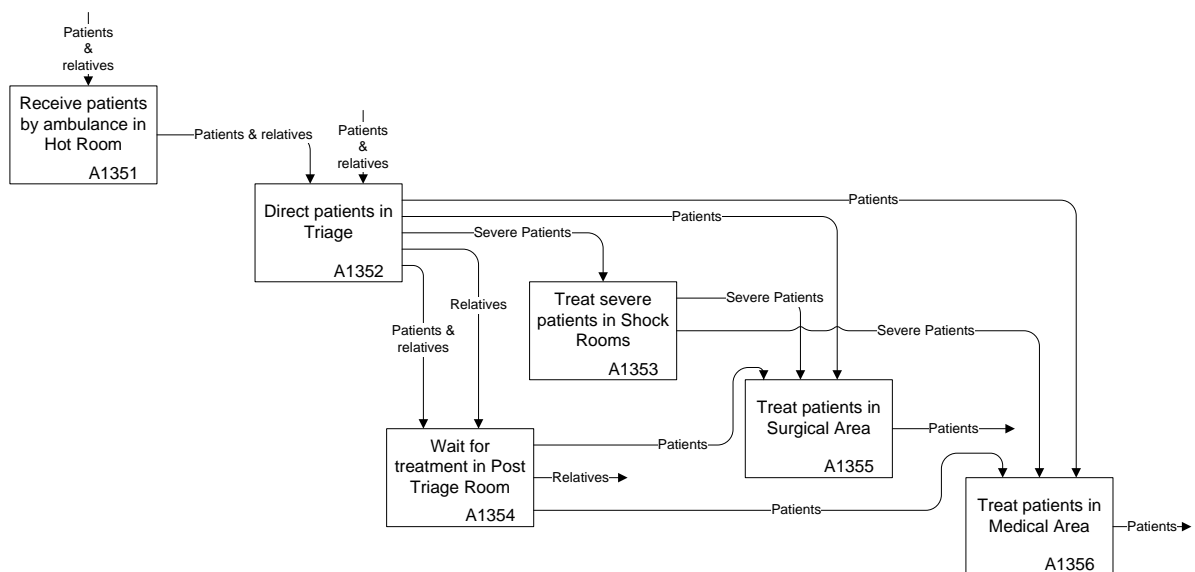 Patients
&
relatives
Receive patients
by ambulance in
Hot Room
A1351
Patients & relatives
Patients
&
relatives
Direct patients in
Triage
A1352
Patients
Patients
Severe Patients
Relatives
Patients &
relatives
Treat severe
patients in Shock
Rooms
A1353
Severe Patients
Severe Patients
Wait for
treatment in Post
Triage Room
A1354
Patients
Relatives
Patients
Treat patients in
Surgical Area
A1355
Patients
Treat patients in
Medical Area
A1356
Patients